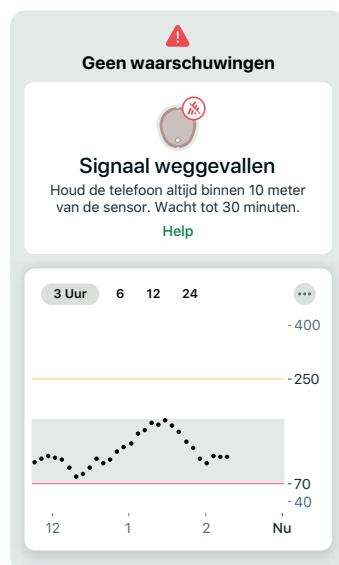 Geen waarschuwingen
Signaal weggevallen
Houd de telefoon altijd binnen 10 meter
van de sensor. Wacht tot 30 minuten.
Help
3 Uur 6 12 24
400
250
70
40
12 1 2 Nu